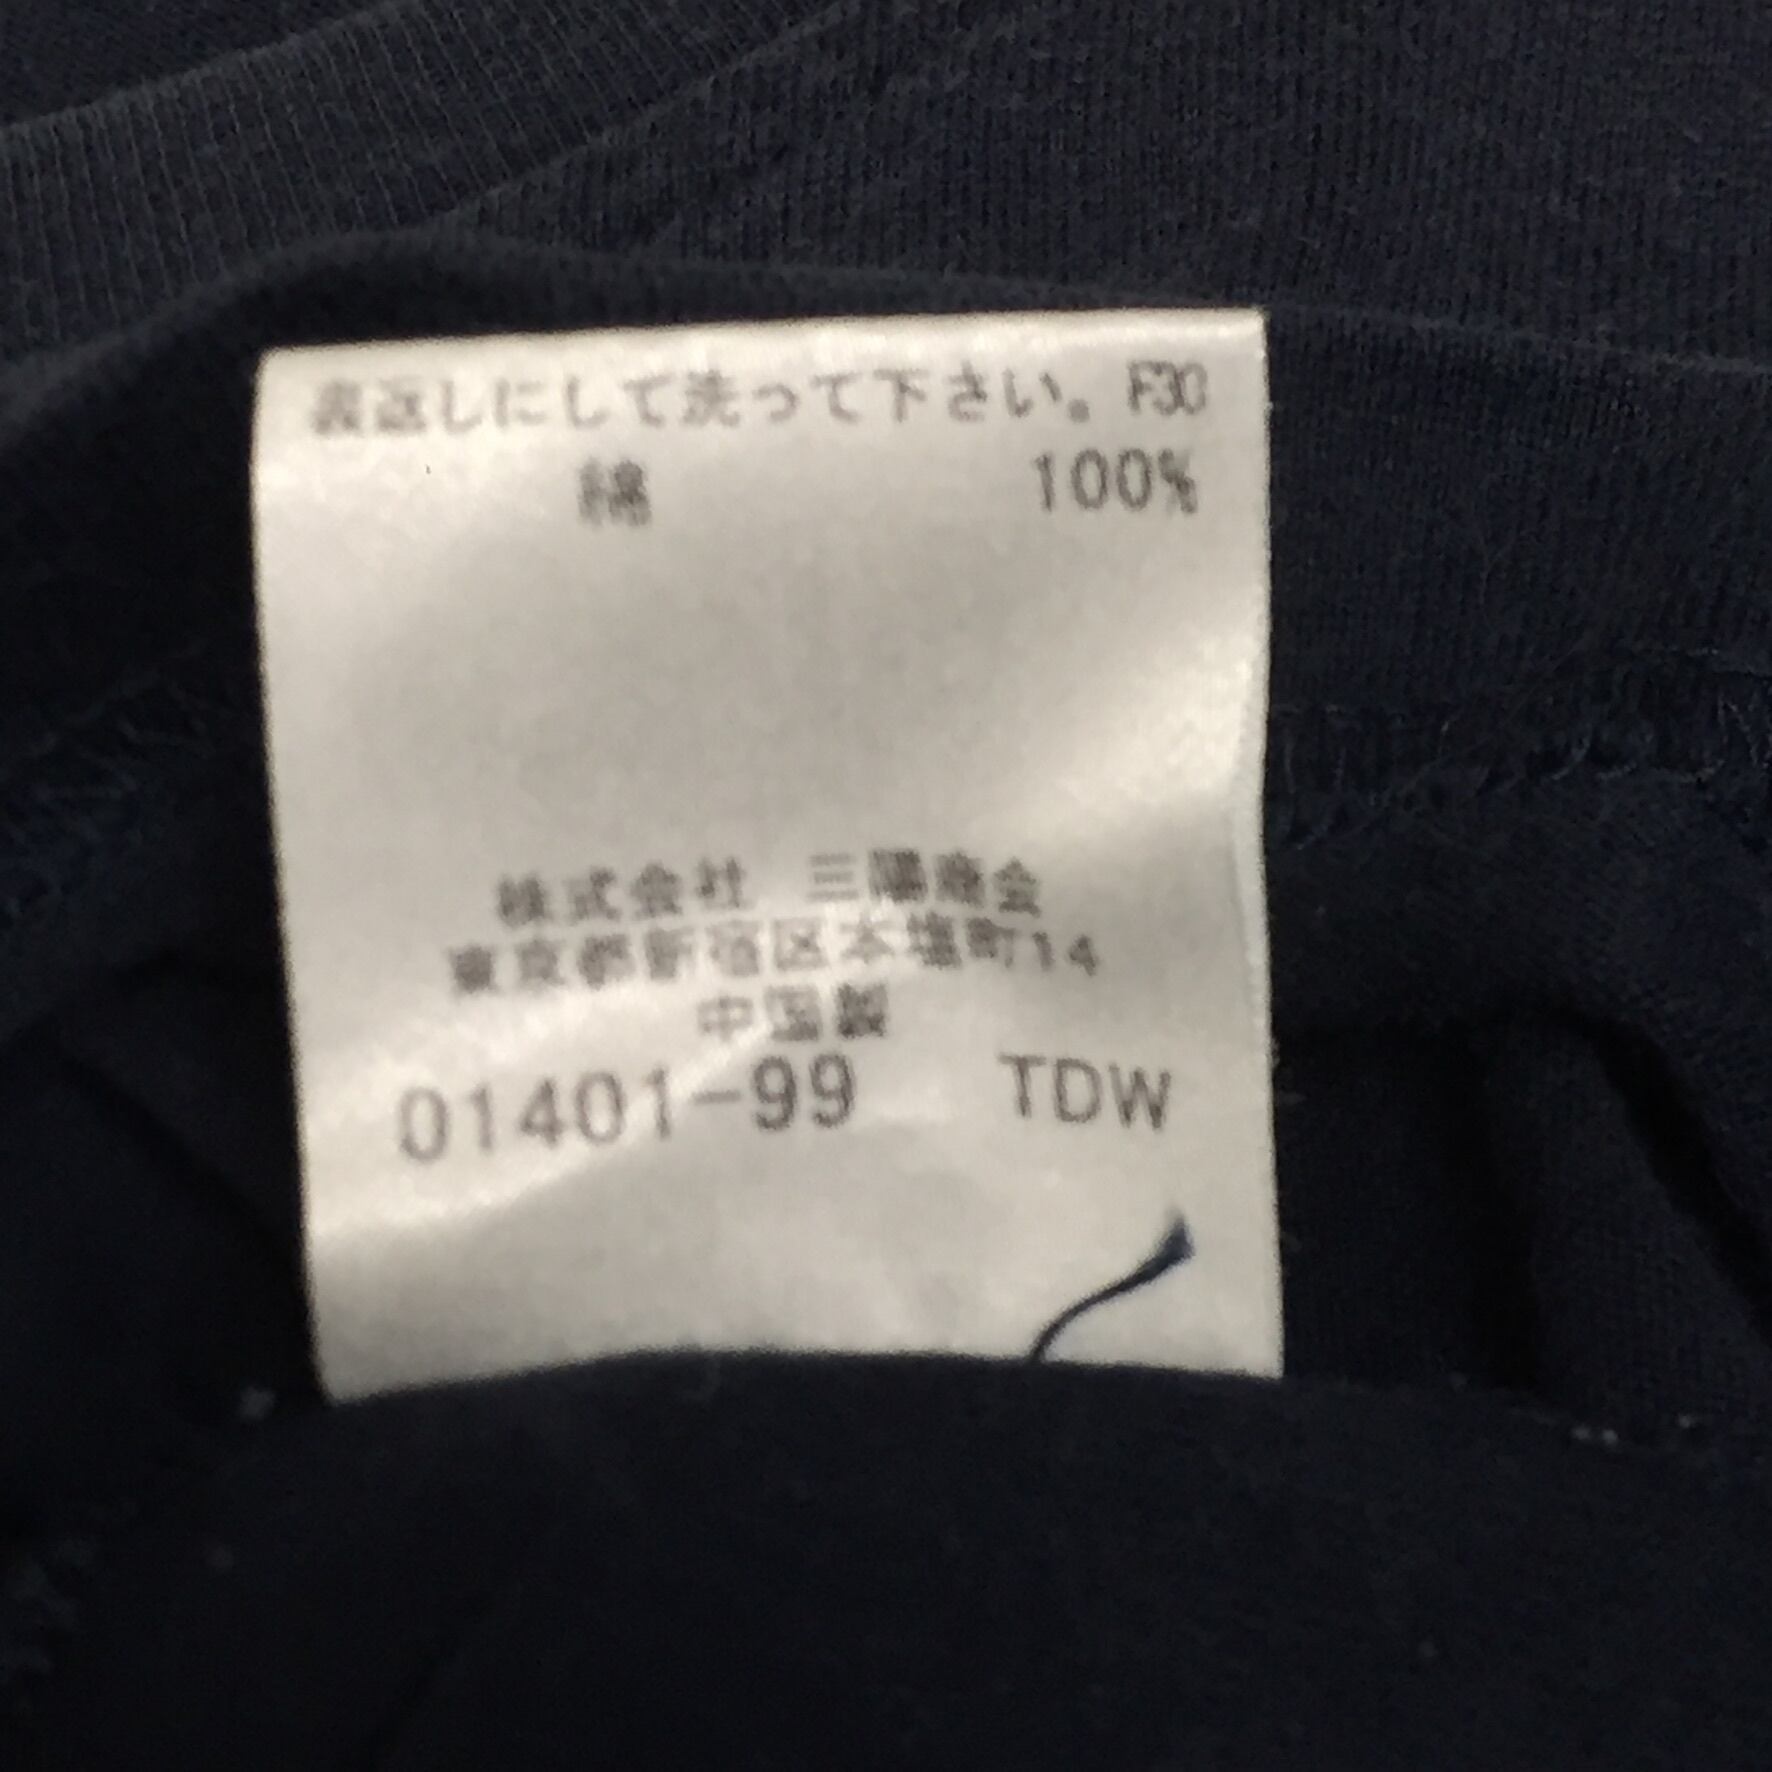 裏返しにして洗って下さい。F30
綿 100%
株式会社 三陽商会
東京都新宿区本塩町14
中国製
01401-99 TDW